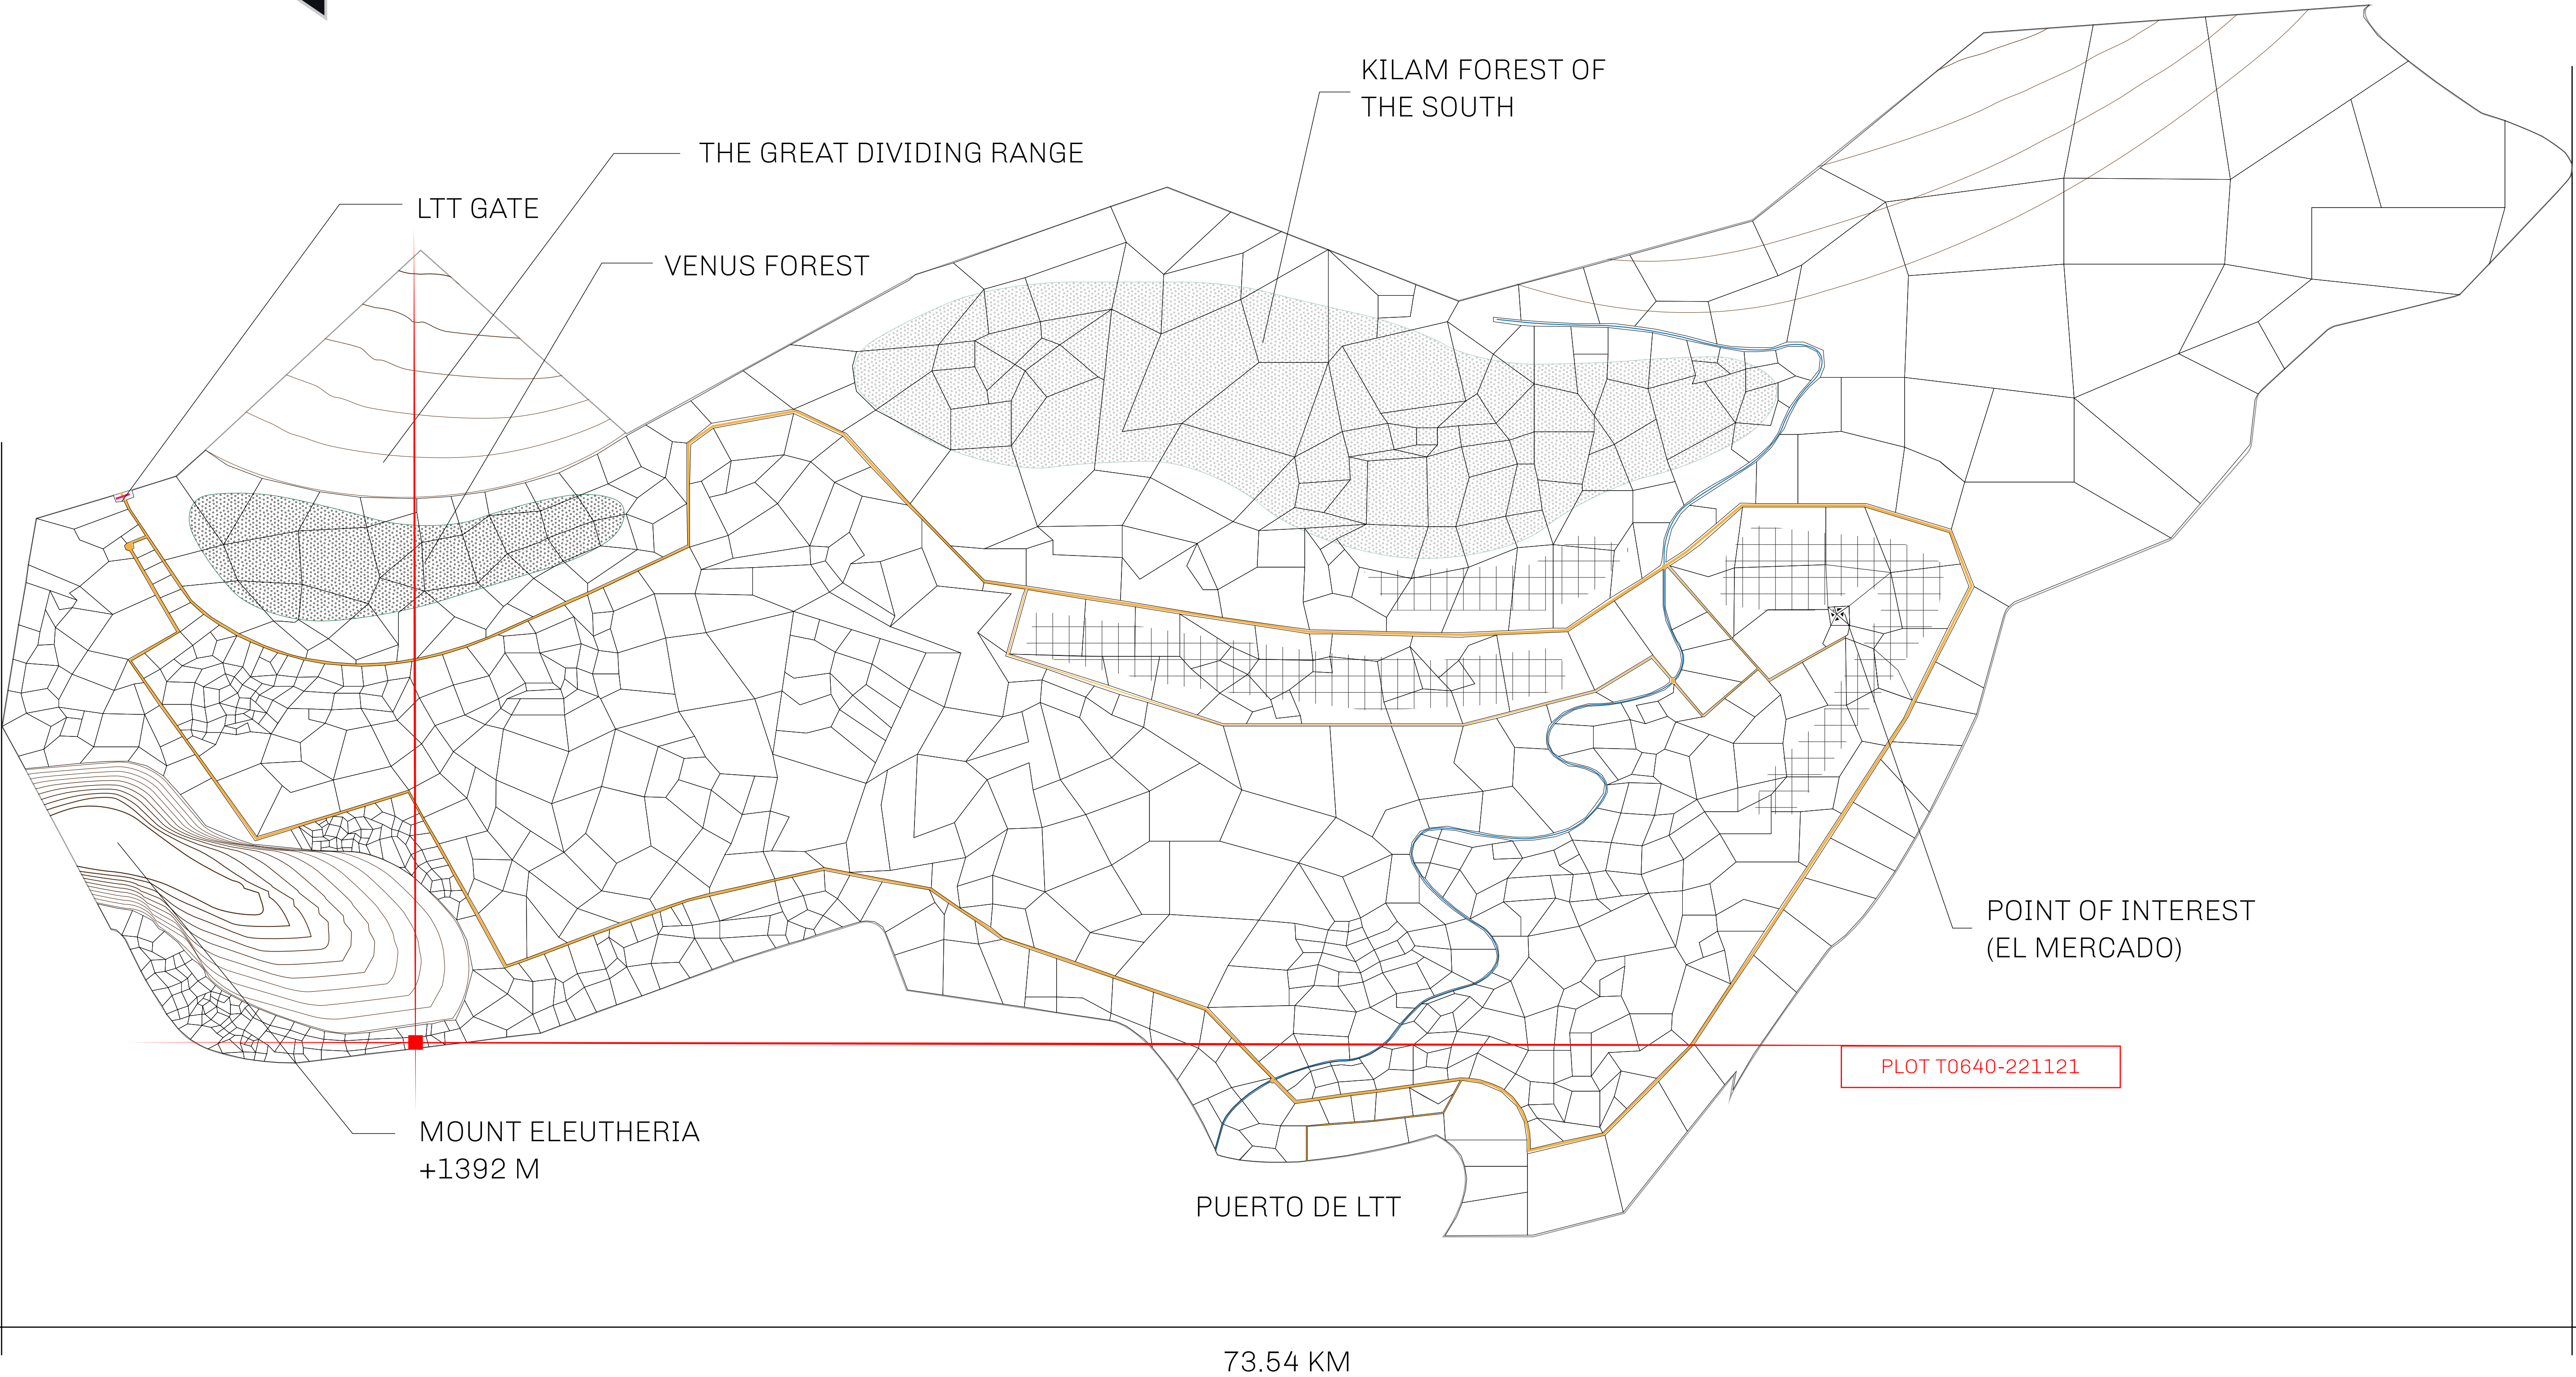 KILAM FOREST OF
THE SOUTH
THE GREAT DIVIDING RANGE
LTT GATE
VENUS FOREST
POINT OF INTEREST
(EL MERCADO)
PLOT T0640-221121
MOUNT ELEUTHERIA
+1392 M
PUERTO DE LTT
73.54 KM